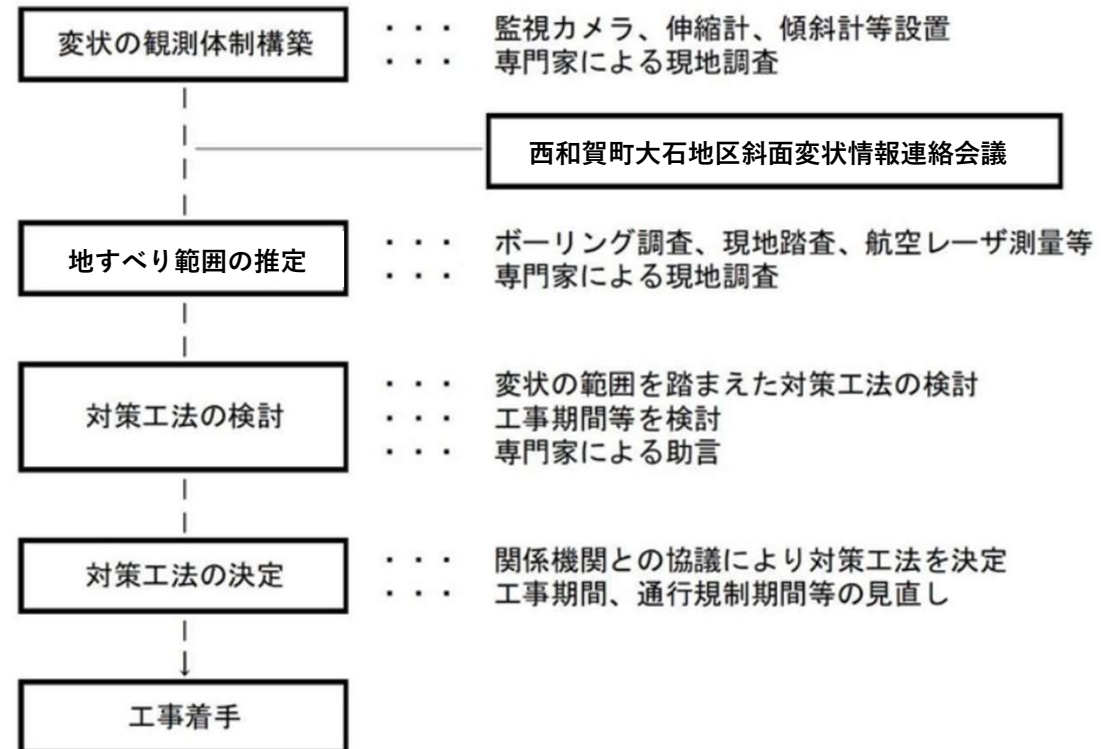 変状の観測体制構築
・・・ 監視カメラ、伸縮計、傾斜計等設置
・・・ 専門家による現地調査
西和賀町大石地区斜面変状情報連絡会議
地すべり範囲の推定
・・・ ボーリング調査、現地踏査、航空レーザ測量等
・・・ 専門家による現地調査
対策工法の検討
・・・ 変状の範囲を踏まえた対策工法の検討
・・・ 工事期間等を検討
・・・ 専門家による助言
対策工法の決定
・・・ 関係機関との協議により対策工法を決定
・・・ 工事期間、通行規制期間等の見直し
工事着手